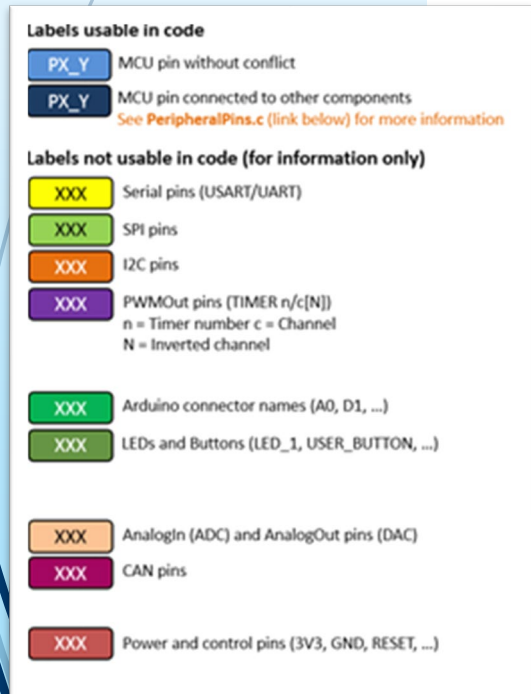 Labels usable in code
PX_Y MCU pin without conflict
PX_Y MCU pin connected to other components
See PeripheralPins.c (link below) for more information
Labels not usable in code (for information only)
XXX Serial pins (USART/UART)
XXX SPI pins
XXX I2C pins
XXX PWMOut pins (TIMER n/c[N])
n = Timer number c = Channel
N = Inverted channel
XXX Arduino connector names (A0, D1, ...)
XXX LEDs and Buttons (LED_1, USER_BUTTON, ...)
XXX AnalogIn (ADC) and AnalogOut pins (DAC)
XXX CAN pins
XXX Power and control pins (3V3, GND, RESET, ...)